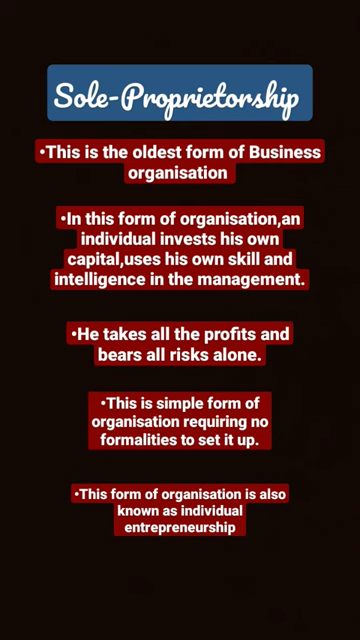 Sole-Proprietorship
•This is the oldest form of Business
organisation
•In this form of organisation,an
individual invests his own
capital,uses his own skill and
intelligence in the management.
•He takes all the profits and
bears all risks alone.
•This is simple form of
organisation requiring no
formalities to set it up.
•This form of organisation is also
known as individual
entrepreneurship